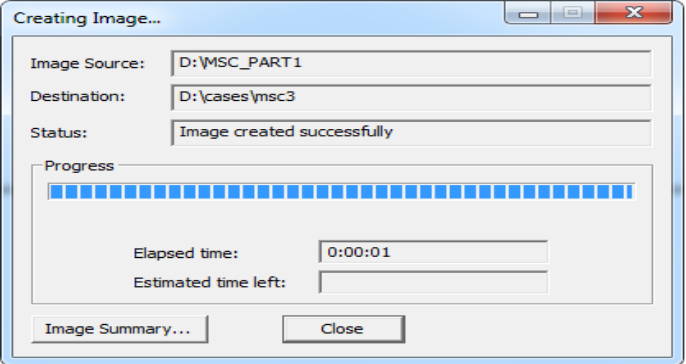 Creating Image...
Image Source: D:\MSC_PART1
Destination: D:\cases\msc3
Status: Image created successfully
Progress
Elapsed time: 0:00:01
Estimated time left:
Image Summary... Close